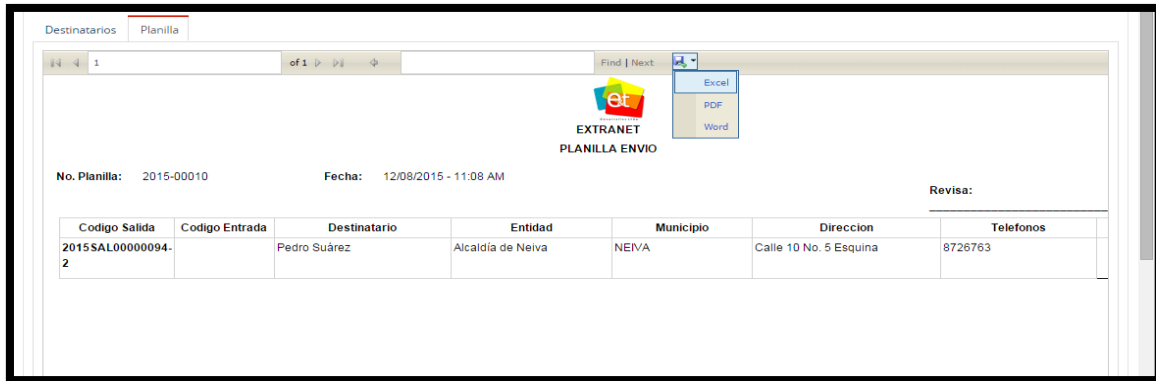 Destinatarios Planilla
1 of 1 Find | Next
Excel
PDF
Word
et
EXTRANET
PLANILLA ENVIO
No. Planilla: 2015-00010 Fecha: 12/08/2015 - 11:08 AM
Revisa:
Codigo Salida Codigo Entrada Destinatario Entidad Municipio Direccion Telefonos
2015SAL00000094- Pedro Suárez Alcaldía de Neiva NEIVA Calle 10 No. 5 Esquina 8726763
2